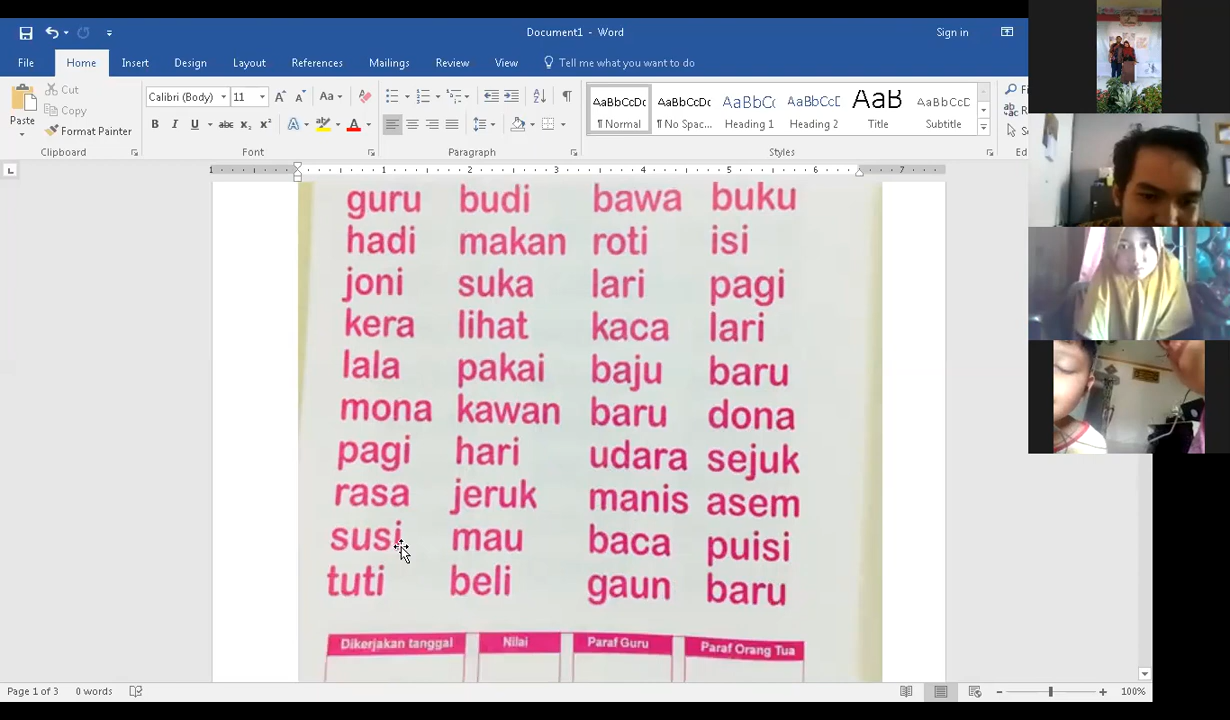 Document1 - Word
Sign in
File Home Insert Design Layout References Mailings Review View Tell me what you want to do
Paste
Cut
Copy
Format Painter
Calibri (Body) 11
AaBbCcDc AaBbCcDc AaBbCc AaBbCcD AaB AaBbCcD
¶ Normal ¶ No Spac... Heading 1 Heading 2 Title Subtitle
Clipboard Font Paragraph Styles
guru budi bawa buku
hadi makan roti isi
joni suka lari pagi
kera lihat kaca lari
lala pakai baju baru
mona kawan baru dona
pagi hari udara sejuk
rasa jeruk manis asem
susi mau baca puisi
tuti beli gaun baru
Dikerjakan tanggal Nilai Paraf Guru Paraf Orang Tua
Page 1 of 3 0 words 100%